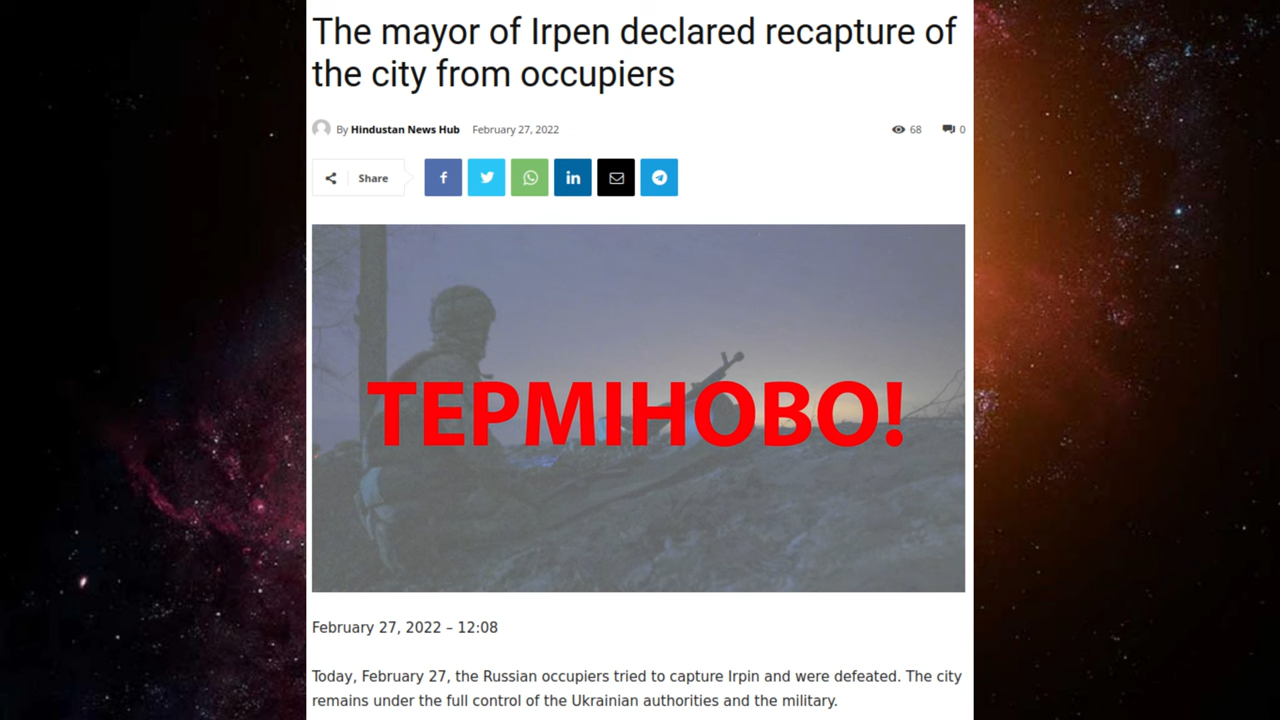 The mayor of Irpen declared recapture of
the city from occupiers
By Hindustan News Hub February 27, 2022 68 0
Share
ТЕРМІНОВО!
February 27, 2022 – 12:08
Today, February 27, the Russian occupiers tried to capture Irpin and were defeated. The city
remains under the full control of the Ukrainian authorities and the military.